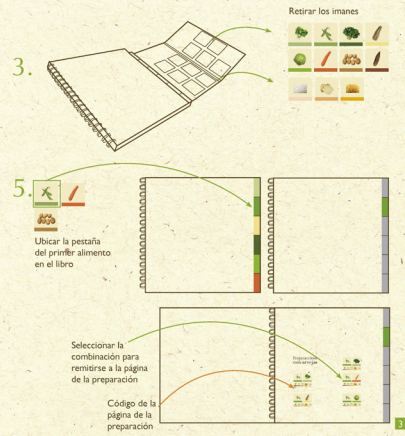 Retirar los imanes
3.
5.
Ubicar la pestaña
del primer alimento
en el libro
Seleccionar la
combinación para
remitirse a la página
de la preparación
Preparaciones
Código de la
página de la
preparación
3